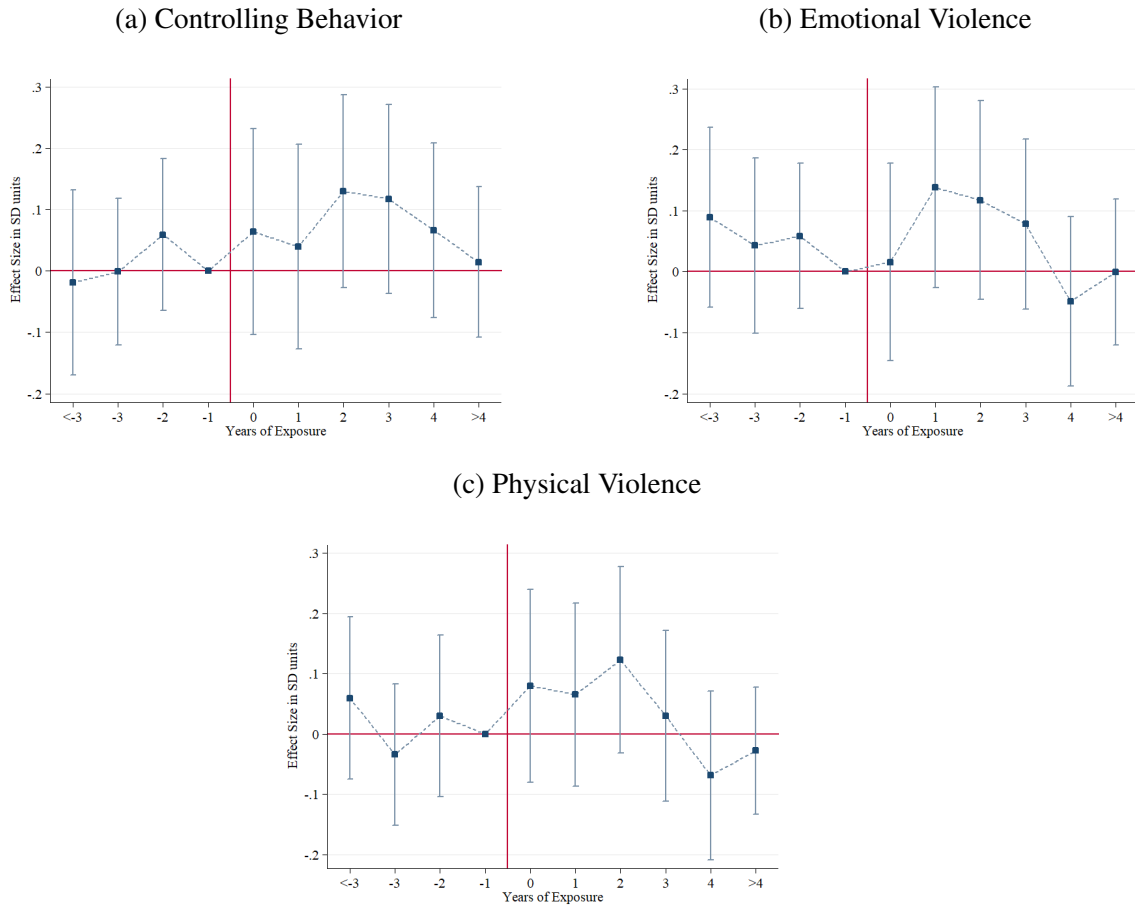 (a) Controlling Behavior
Effect Size in SD units
.3
.2
.1
0
-.1
-.2
<-3 -3 -2 -1 0 1 2 3 4 >4
Years of Exposure
(b) Emotional Violence
Effect Size in SD units
.3
.2
.1
0
-.1
-.2
<-3 -3 -2 -1 0 1 2 3 4 >4
Years of Exposure
(c) Physical Violence
Effect Size in SD units
.3
.2
.1
0
-.1
-.2
<-3 -3 -2 -1 0 1 2 3 4 >4
Years of Exposure